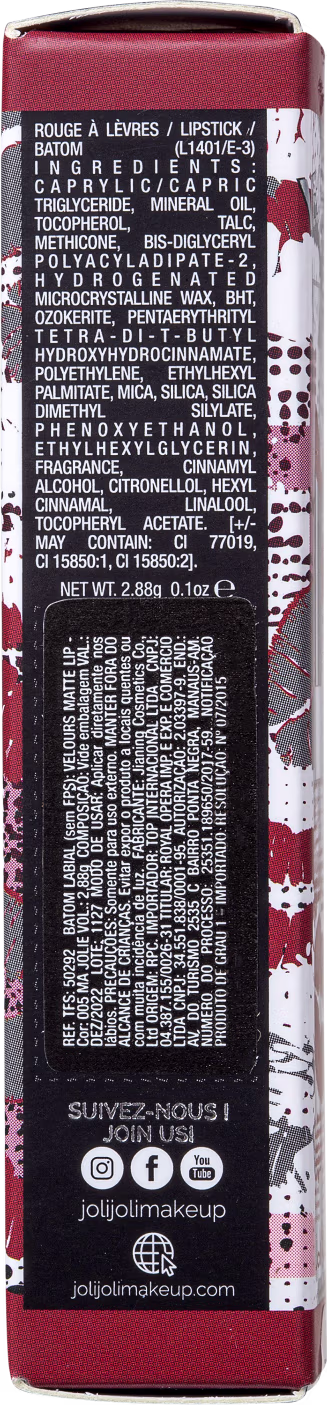 ROUGE À LÈVRES / LIPSTICK /
BATOM (L1401/E-3)
INGREDIENTS:
CAPRYLIC/CAPRIC
TRIGLYCERIDE, MINERAL OIL,
TOCOPHEROL, TALC,
METHICONE, BIS-DIGLYCERYL
POLYACYLADIPATE-2,
HYDROGENATED
MICROCRYSTALLINE WAX, BHT,
OZOKERITE, PENTAERYTHRITYL
TETRA-DI-T-BUTYL
HYDROXYHYDROCINNAMATE,
POLYETHYLENE, ETHYLHEXYL
PALMITATE, MICA, SILICA, SILICA
DIMETHYL SILYLATE,
PHENOXYETHANOL,
ETHYLHEXYLGLYCERIN,
FRAGRANCE, CINNAMYL
ALCOHOL, CITRONELLOL, HEXYL
CINNAMAL, LINALOOL,
TOCOPHERYL ACETATE. [+/-
MAY CONTAIN: CI 77019,
CI 15850:1, CI 15850:2].
NET WT. 2.88g 0.1oz ℮
REF. TFS: 59292 BATOM LABIAL (sem FPS) VELOURS MATTE LIP -
Cor: 005 MA JOLIE VOL.: 2.88g COMPOSIÇÃO: Vide embalagem VAL.:
DEZ/2022 LOTE: 1127 MODO DE USAR: Aplicar diretamente nos
lábios. PRECAUÇÕES: Somente para uso externo. MANTER FORA DO
ALCANCE DE CRIANÇAS. Evitar expor o produto a locais quentes ou
com muita incidência de luz. FABRICANTE: Jianing Cosmetics Co.,
Ltd ORIGEM: RPC. IMPORTADOR: TOP INTERNACIONAL LTDA CNPJ:
04.387.155/0026-31 TITULAR: ROYAL OPERA IMP E EXP E COMÉRCIO
LTDA. CNPJ: 34.551.838/0001-95. AUTORIZAÇÃO: 2.03397-9. END.:
AV. DO TURISMO 2535 C BAIRRO PONTA NEGRA, MANAUS-AM.
NÚMERO DO PROCESSO: 25351.189650/2017-59. NOTIFICAÇÃO
PRODUTO DE GRAU 1 – IMPORTADO. RESOLUÇÃO: Nº 07/2015
SUIVEZ-NOUS !
JOIN US!
f
You
Tube
jolijolimakeup
jolijolimakeup.com